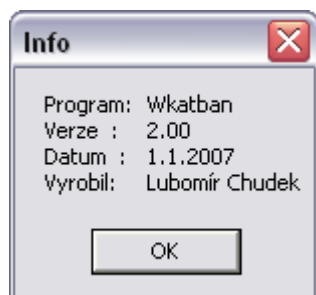 Info
Program: Wkatban
Verze : 2.00
Datum : 1.1.2007
Vyrobil: Lubomír Chudek
OK